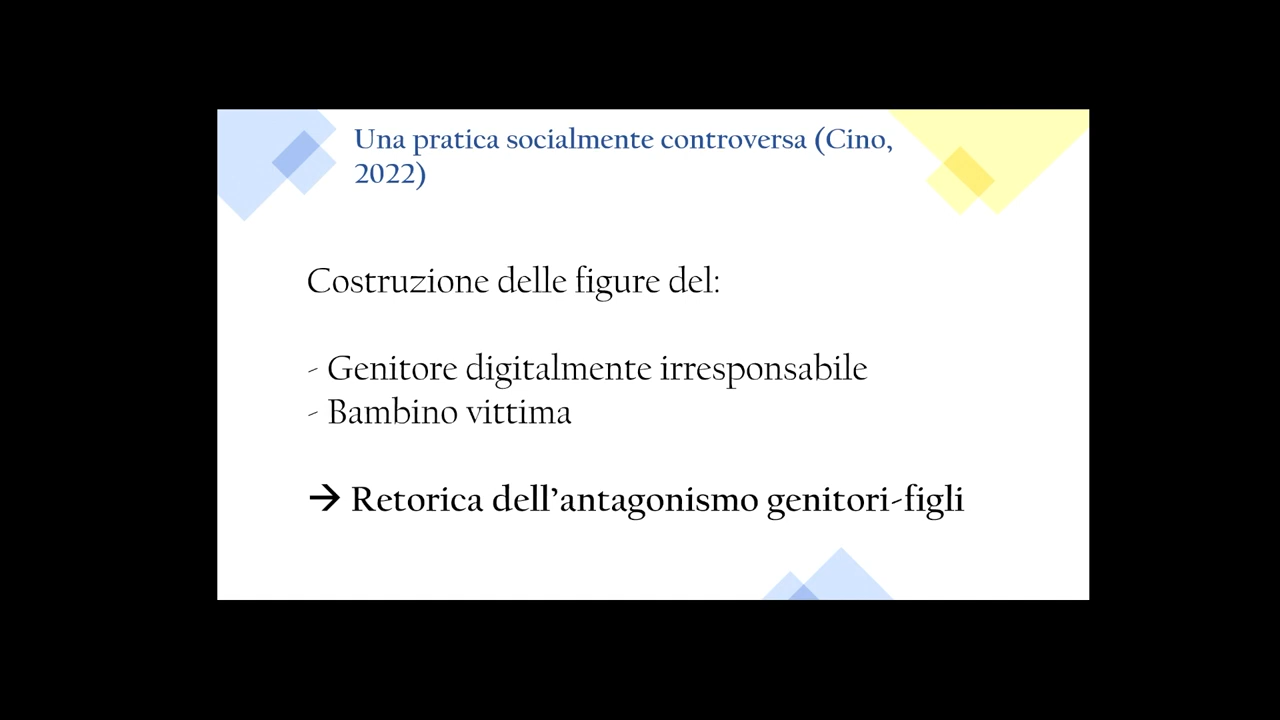 Una pratica socialmente controversa (Cino,
2022)
Costruzione delle figure del:
- Genitore digitalmente irresponsabile
- Bambino vittima
→ Retorica dell’antagonismo genitori-figli